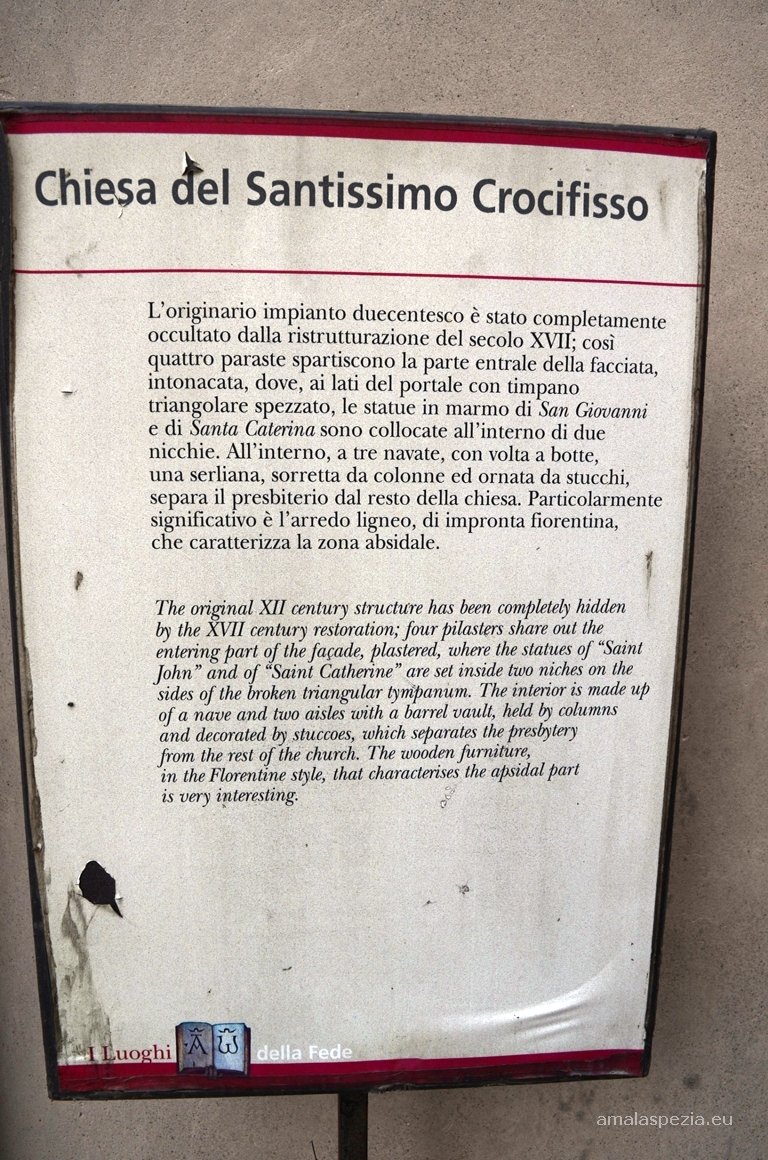 Chiesa del Santissimo Crocifisso
L'originario impianto duecentesco è stato completamente
occultato dalla ristrutturazione del secolo XVII; così
quattro paraste spartiscono la parte entrale della facciata,
intonacata, dove, ai lati del portale con timpano
triangolare spezzato, le statue in marmo di San Giovanni
e di Santa Caterina sono collocate all'interno di due
nicchie. All'interno, a tre navate, con volta a botte,
una serliana, sorretta da colonne ed ornata da stucchi,
separa il presbiterio dal resto della chiesa. Particolarmente
significativo è l'arredo ligneo, di impronta fiorentina,
che caratterizza la zona absidale.
The original XII century structure has been completely hidden
by the XVII century restoration; four pilasters share out the
entering part of the façade, plastered, where the statues of “Saint
John” and of “Saint Catherine” are set inside two niches on the
sides of the broken triangular tympanum. The interior is made up
of a nave and two aisles with a barrel vault, held by columns
and decorated by stuccoes, which separates the presbytery
from the rest of the church. The wooden furniture,
in the Florentine style, that characterises the apsidal part
is very interesting.
I Luoghi A ω della Fede
amalaspezia.eu